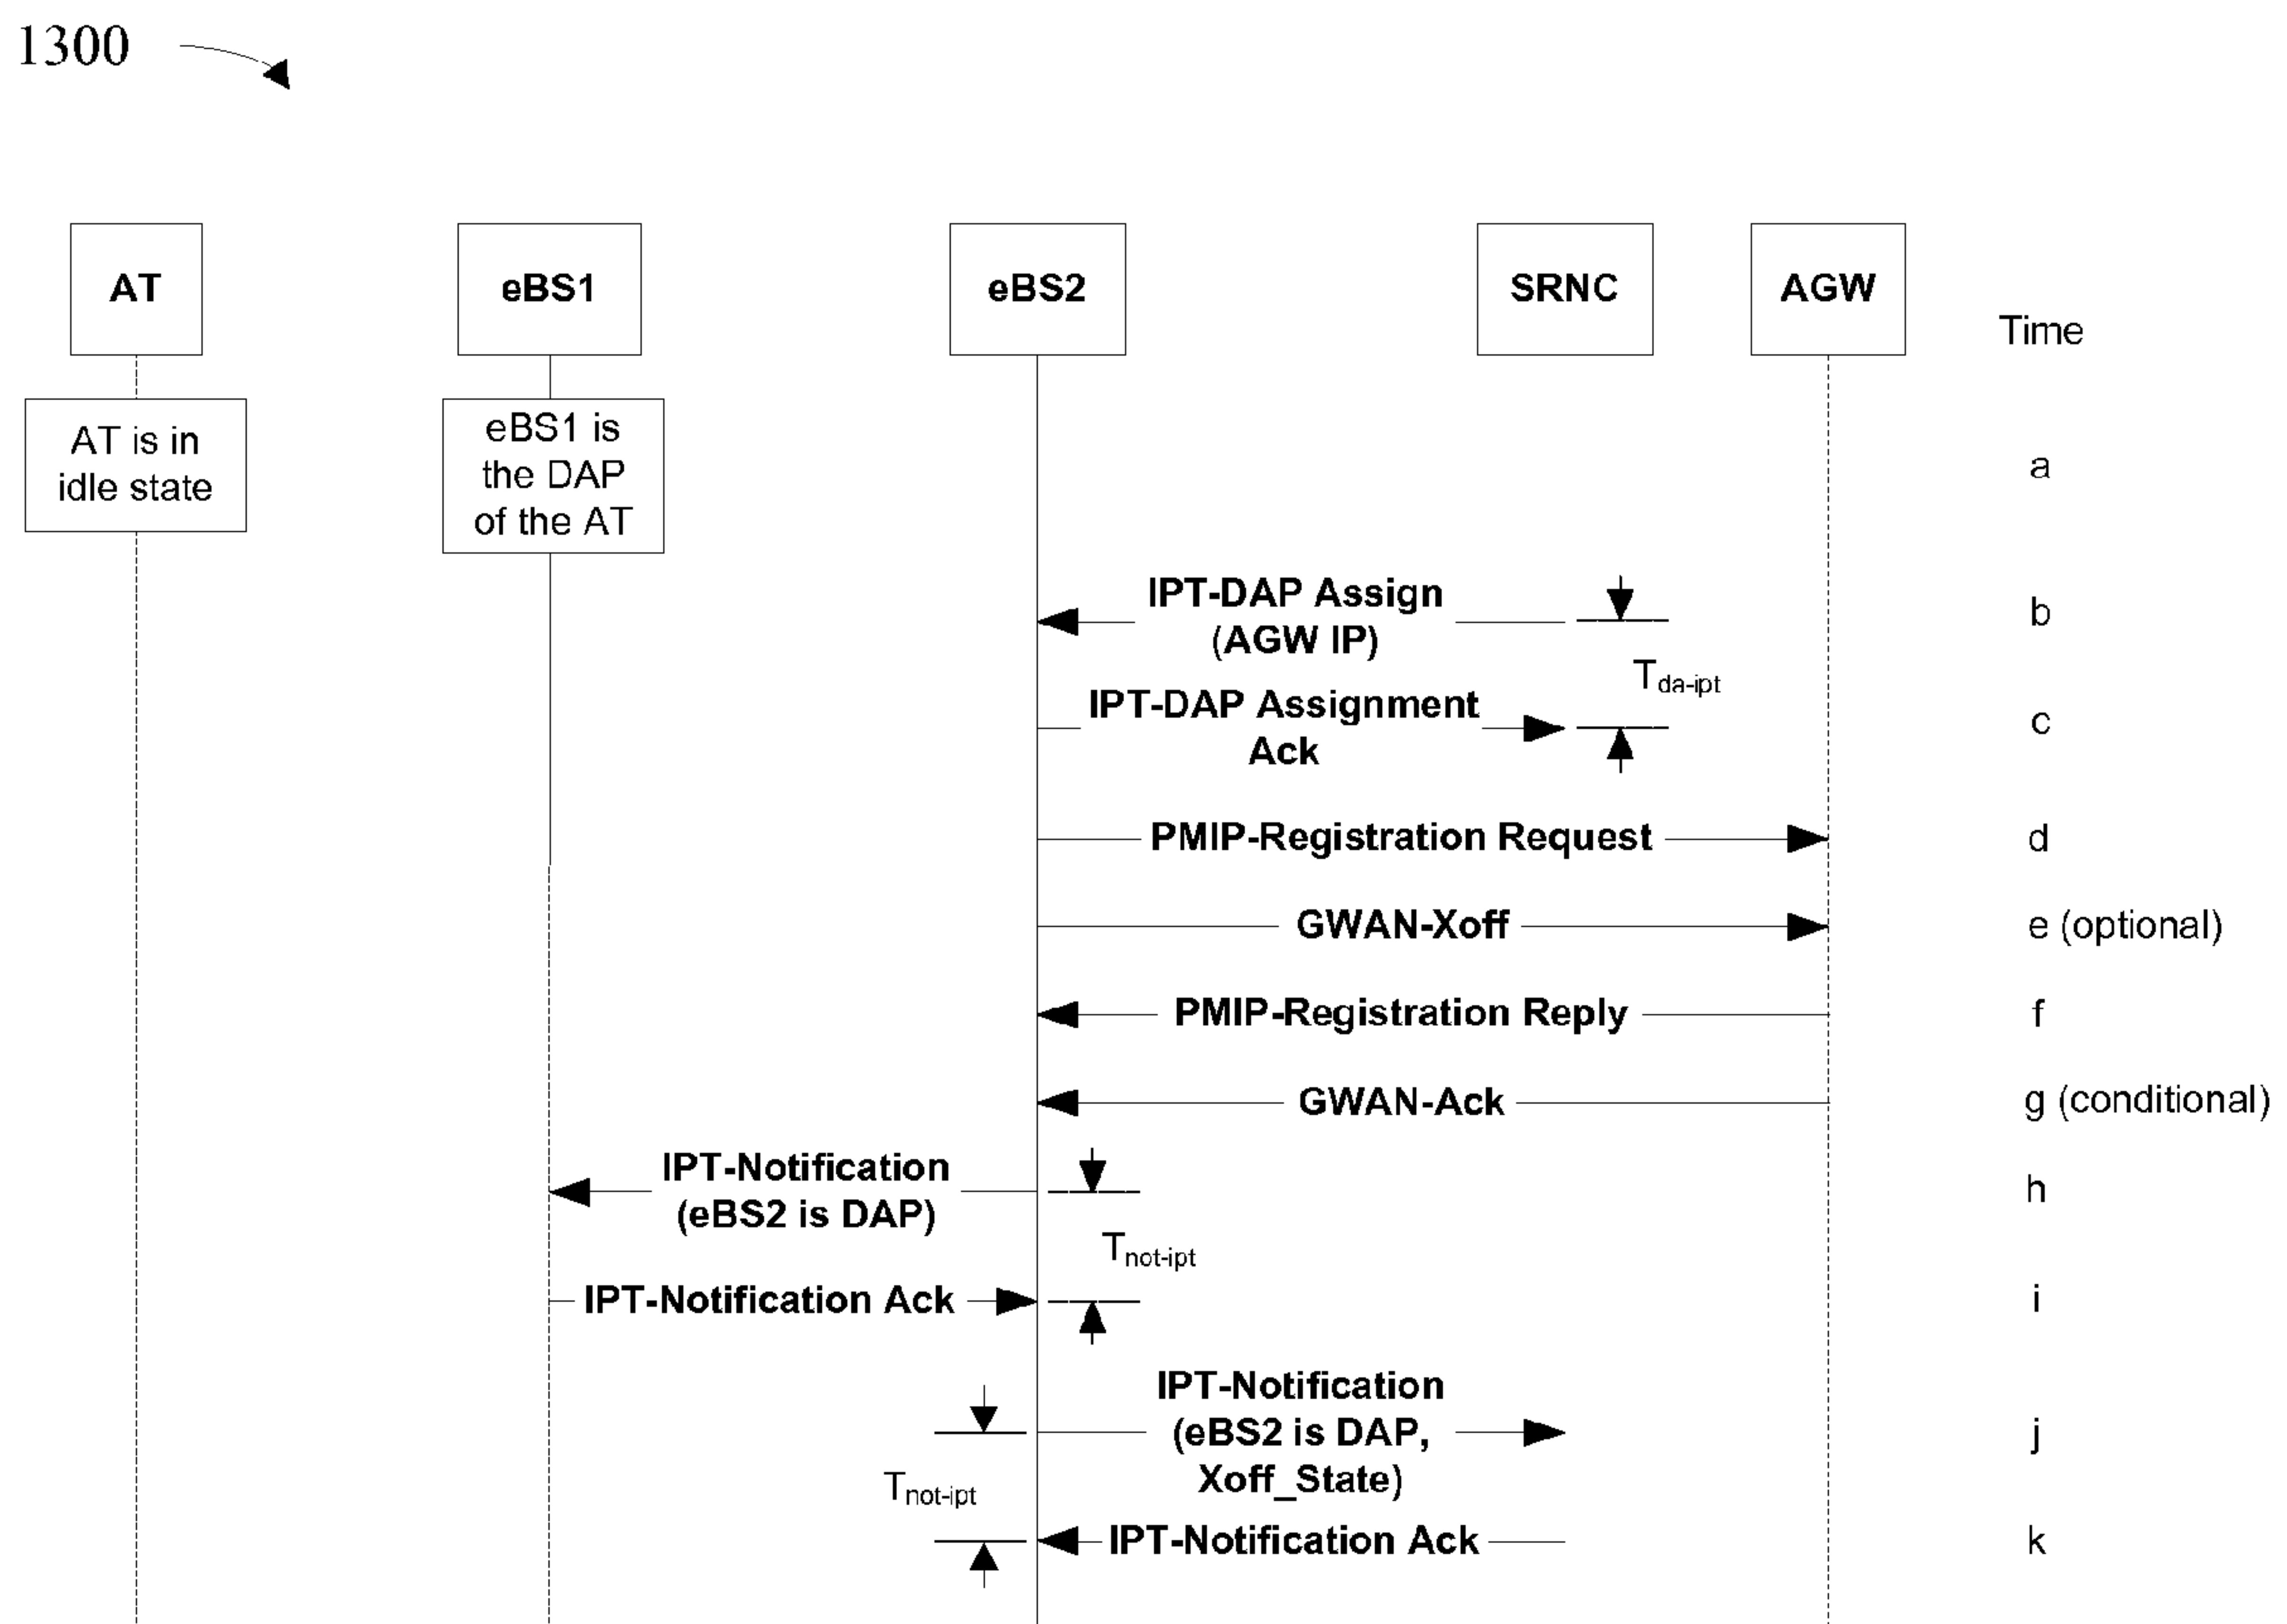 1300
AT
eBS1
eBS2
SRNC
AGW
Time
AT is in
idle state
eBS1 is
the DAP
of the AT
a
IPT-DAP Assign
(AGW IP)
b
Tda-ipt
IPT-DAP Assignment
Ack
c
PMIP-Registration Request
d
GWAN-Xoff
e (optional)
PMIP-Registration Reply
f
GWAN-Ack
g (conditional)
IPT-Notification
(eBS2 is DAP)
h
Tnot-ipt
IPT-Notification Ack
i
IPT-Notification
(eBS2 is DAP,
Xoff_State)
j
Tnot-ipt
IPT-Notification Ack
k